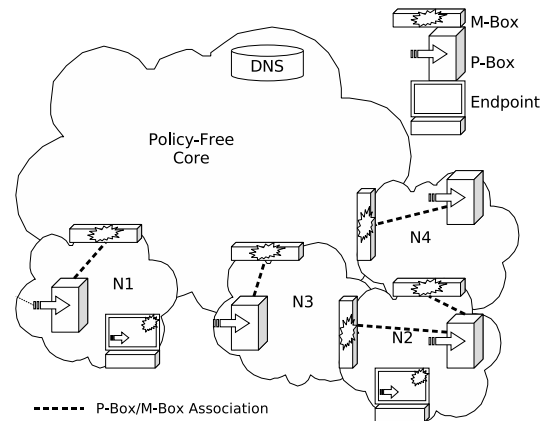 M-Box
DNS
P-Box
Endpoint
Policy-Free
Core
N4
N1
N3
N2
P-Box/M-Box Association